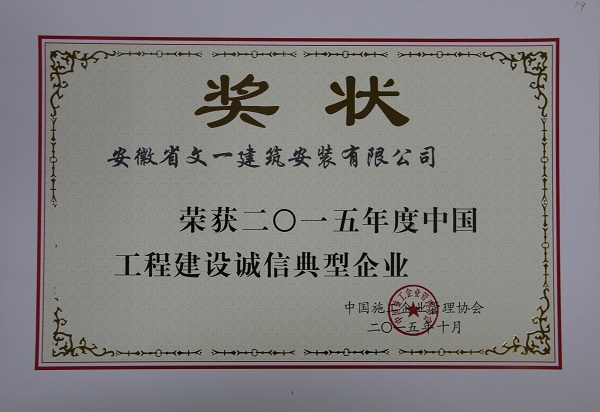 奖状
安徽省文一建筑安装有限公司
荣获二〇一五年度中国
工程建设诚信典型企业
中国施工企业管理协会
二〇一五年十月